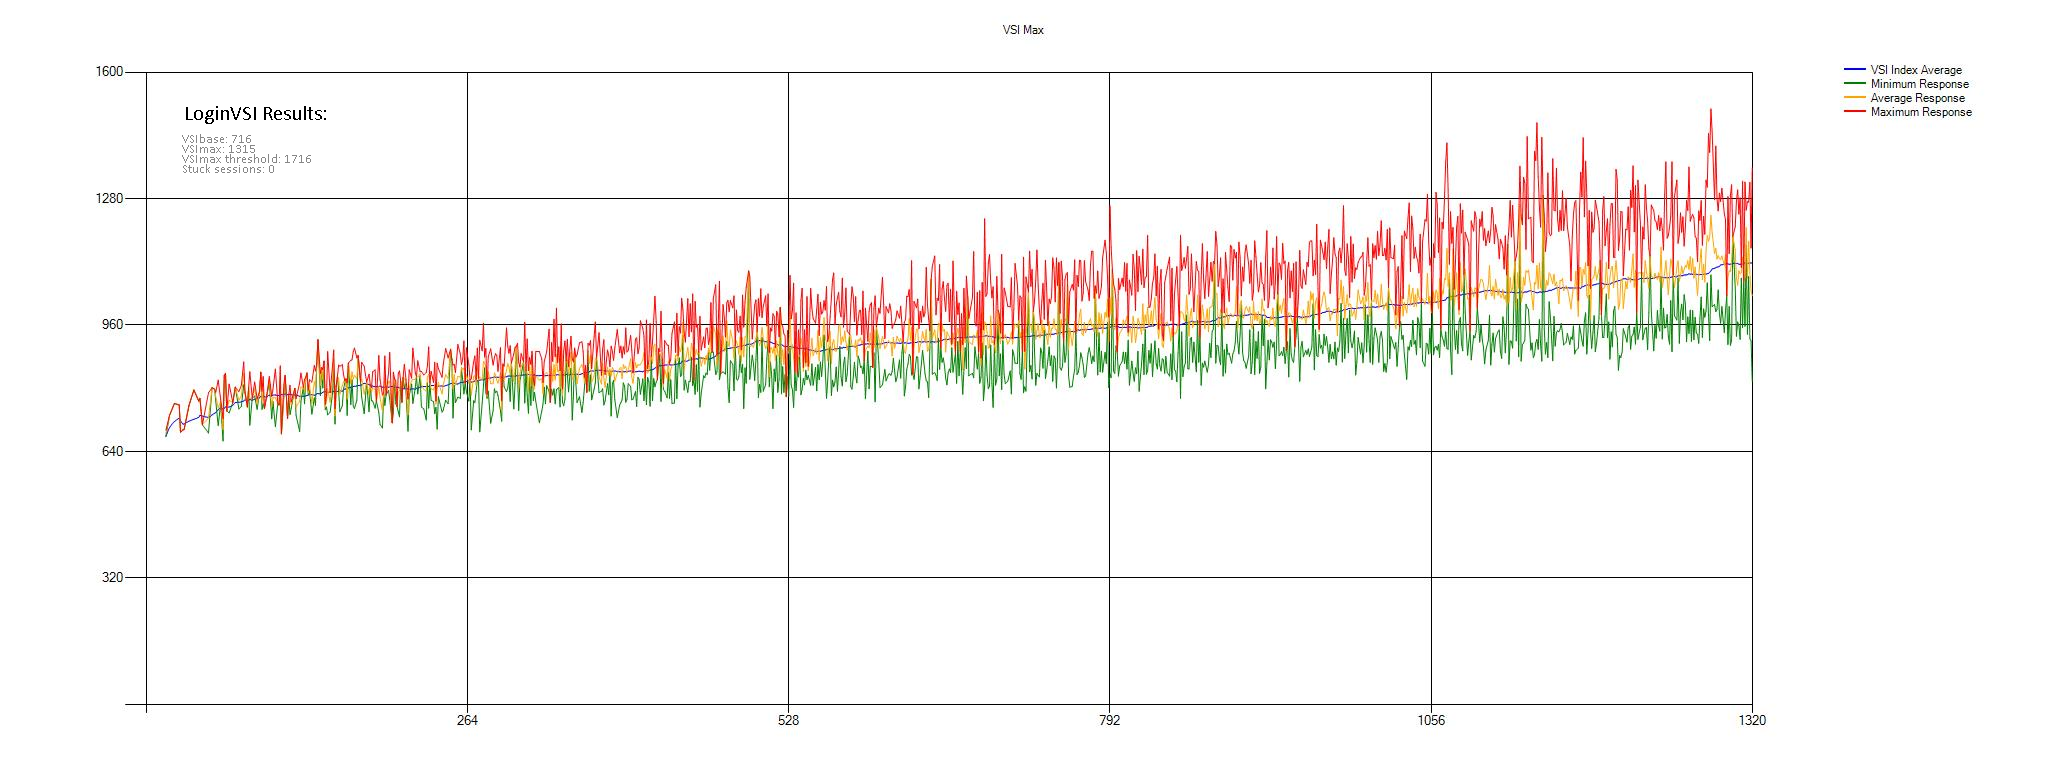 VSI Max
1600
1280
960
640
320
264
528
792
1056
1320
LoginVSI Results:
VSIbase: 716
VSImax: 1315
VSImax threshold: 1716
Stuck sessions: 0
VSI Index Average
Minimum Response
Average Response
Maximum Response